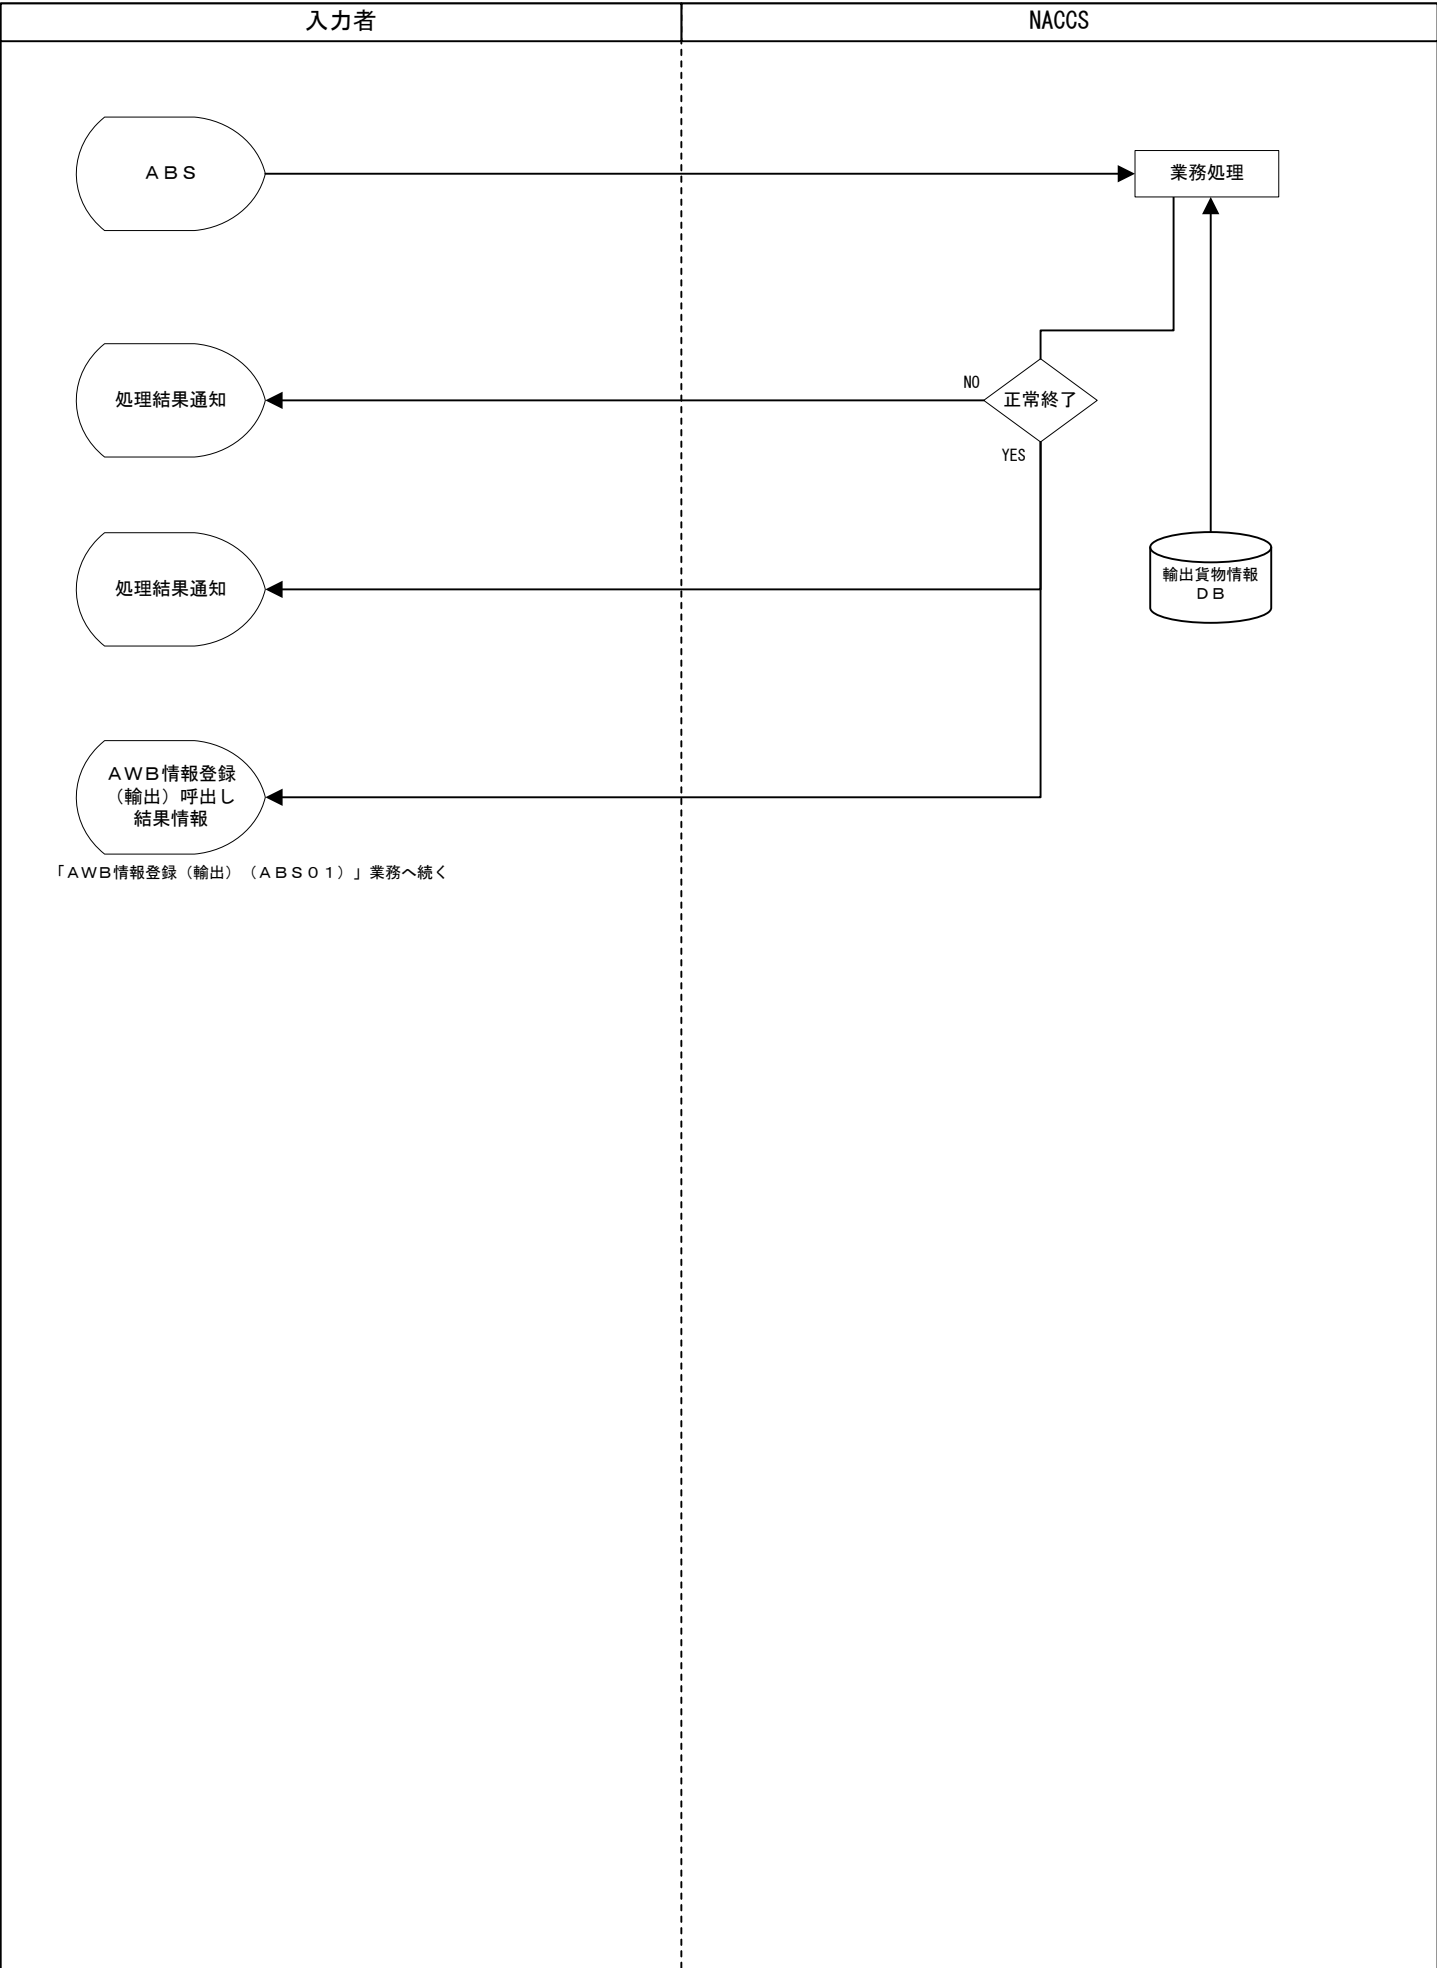 入力者
NACCS
ＡＢＳ
業務処理
処理結果通知
NO
正常終了
YES
処理結果通知
輸出貨物情報
ＤＢ
ＡＷＢ情報登録
（輸出）呼出し
結果情報
「ＡＷＢ情報登録（輸出）（ＡＢＳ０１）」業務へ続く